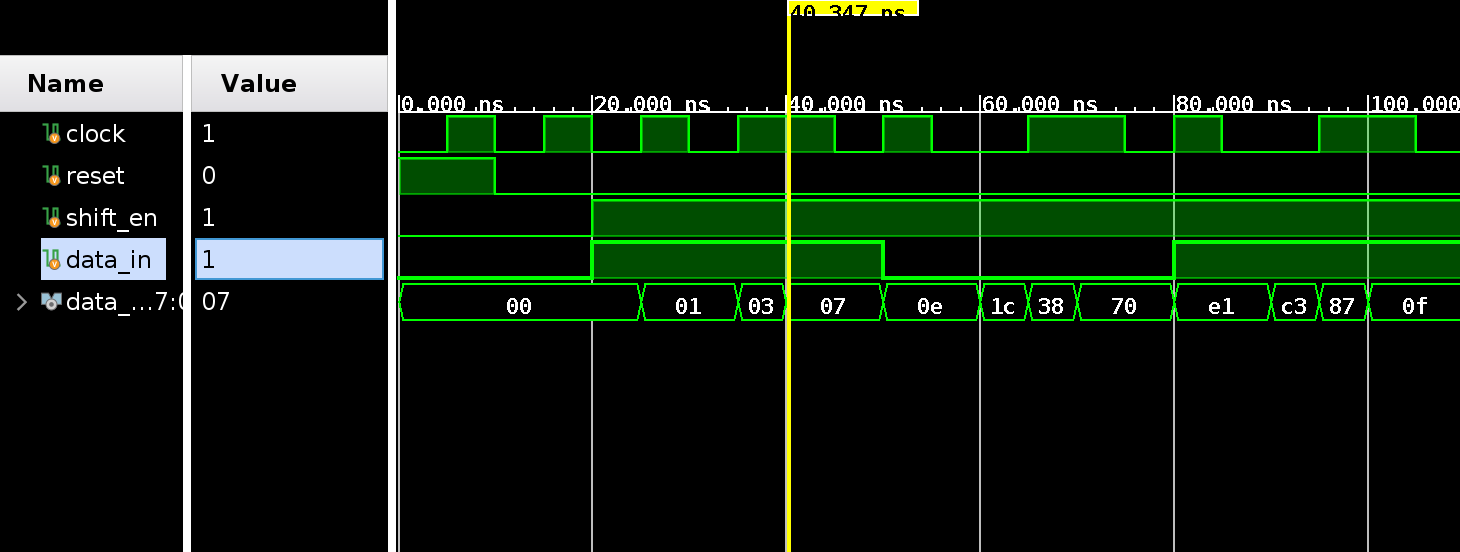 40.347 ns
Name Value
0.000 ns 20.000 ns 40.000 ns 60.000 ns 80.000 ns 100.000
clock 1
reset 0
shift_en 1
data_in 1
data_...7:0 07 00 01 03 07 0e 1c 38 70 e1 c3 87 0f